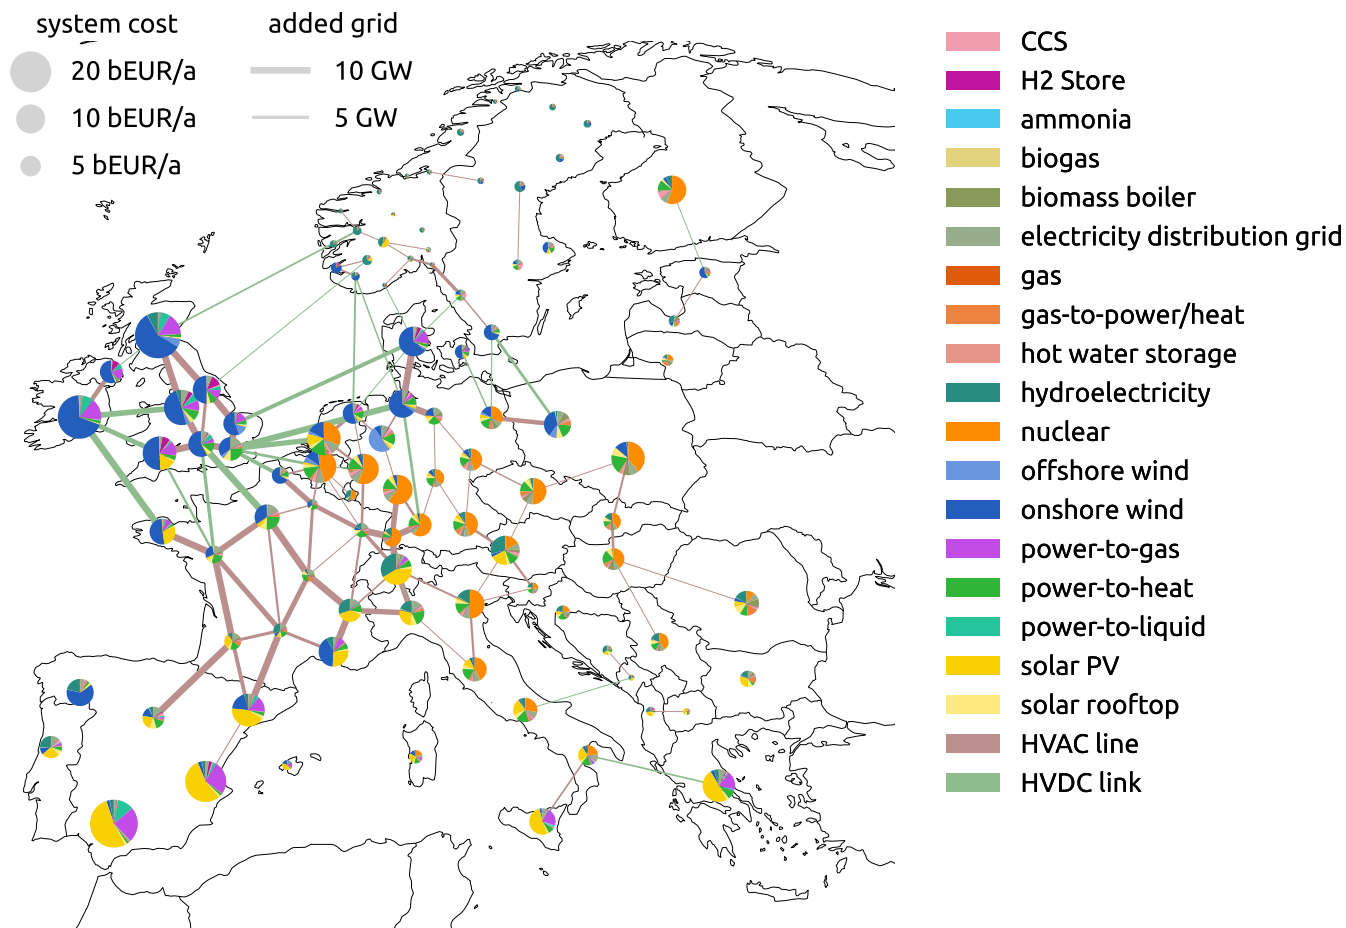 system cost
added grid
20 bEUR/a
10 GW
10 bEUR/a
5 GW
5 bEUR/a
CCS
H2 Store
ammonia
biogas
biomass boiler
electricity distribution grid
gas
gas-to-power/heat
hot water storage
hydroelectricity
nuclear
offshore wind
onshore wind
power-to-gas
power-to-heat
power-to-liquid
solar PV
solar rooftop
HVAC line
HVDC link